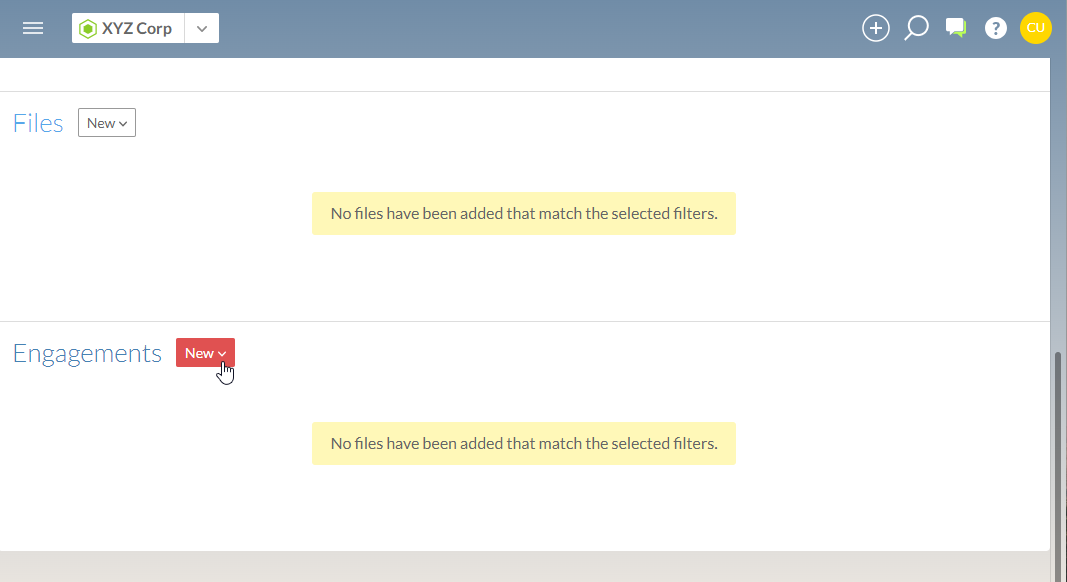 XYZ Corp
?
CU
Files
New
No files have been added that match the selected filters.
Engagements
New
No files have been added that match the selected filters.